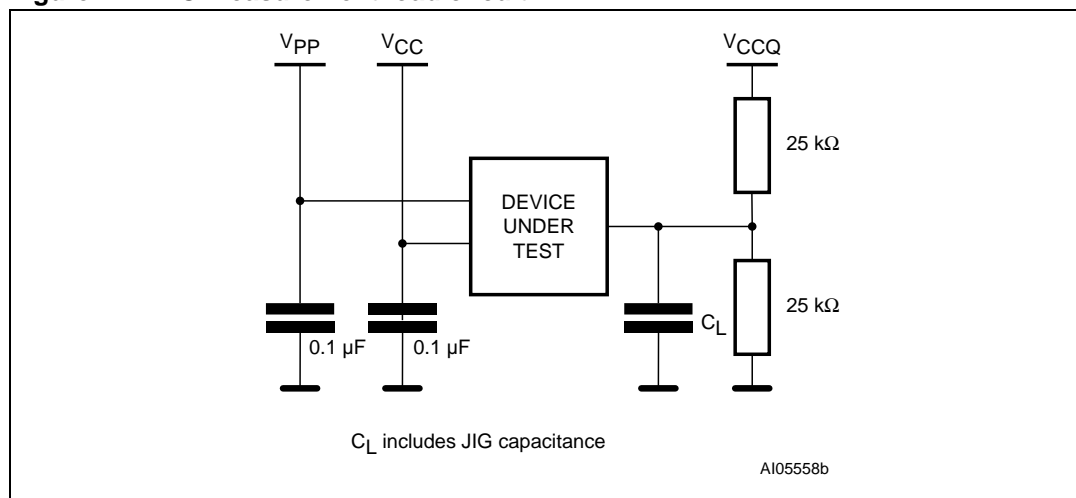 VPP
VCC
VCCQ
25 kΩ
DEVICE
UNDER
TEST
25 kΩ
CL
0.1 µF
0.1 µF
CL includes JIG capacitance
AI05558b